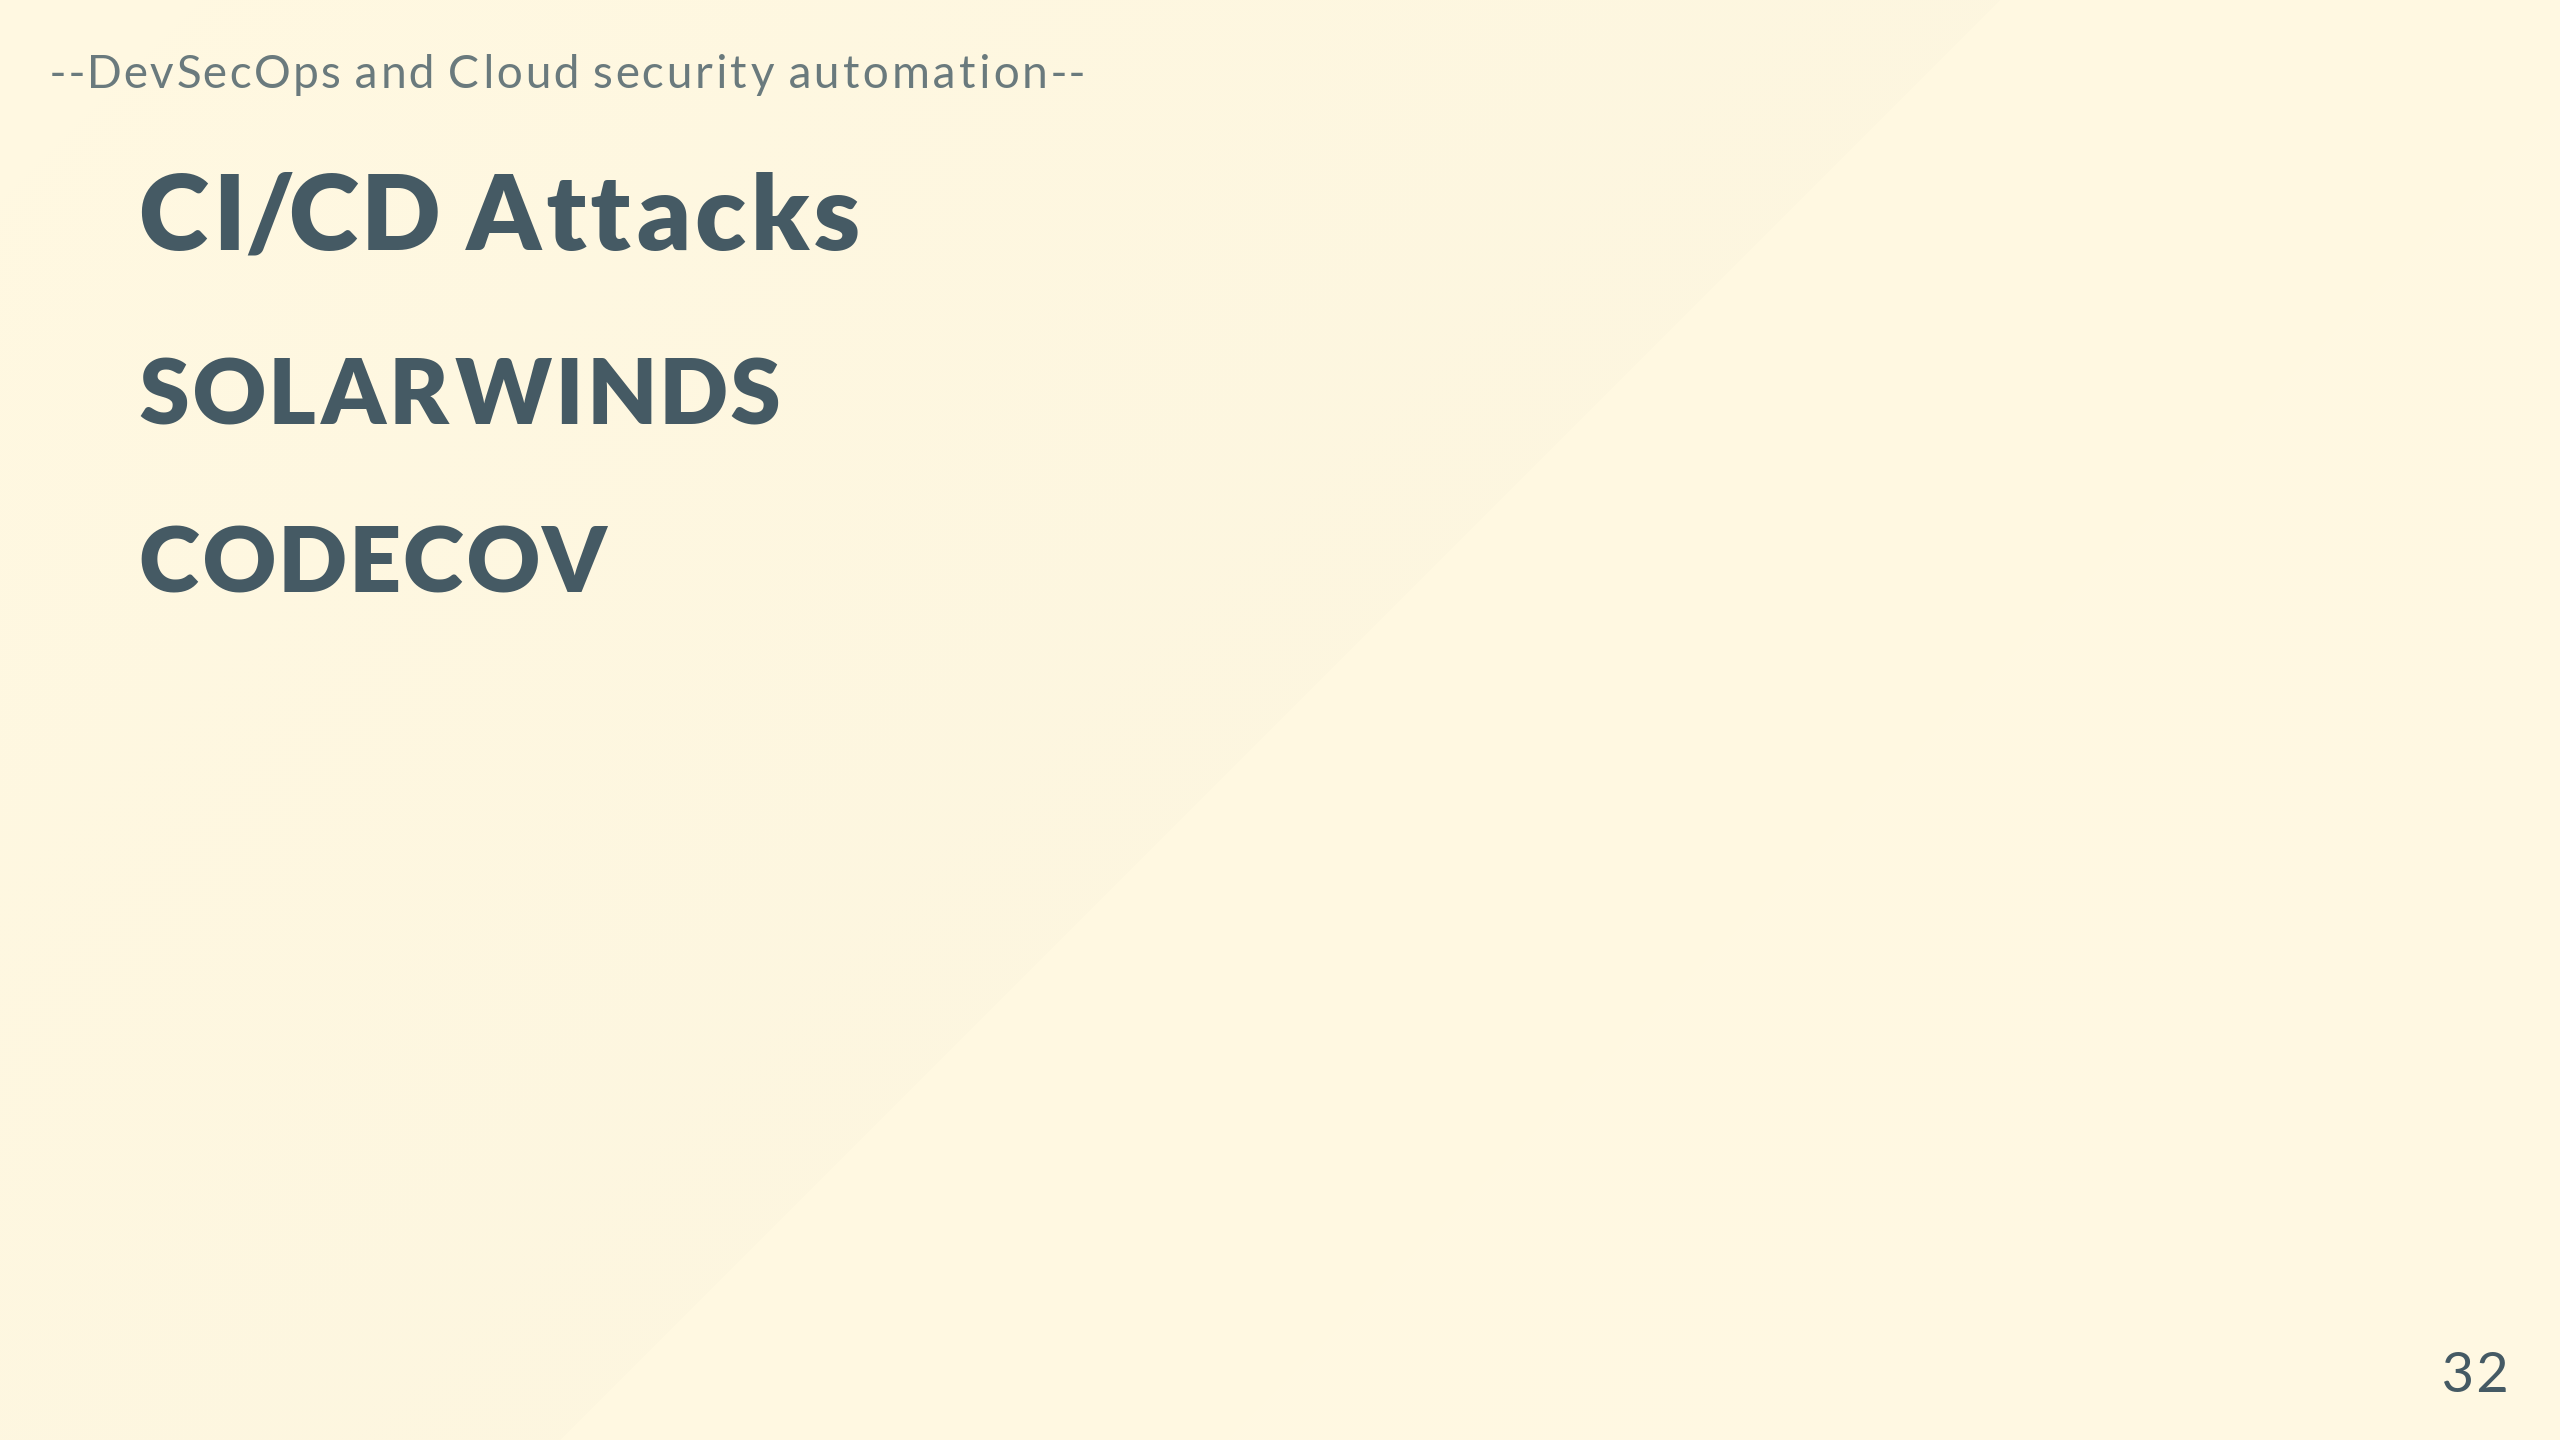 --DevSecOps and Cloud security automation--
CI/CD Attacks
SOLARWINDS
CODECOV
32